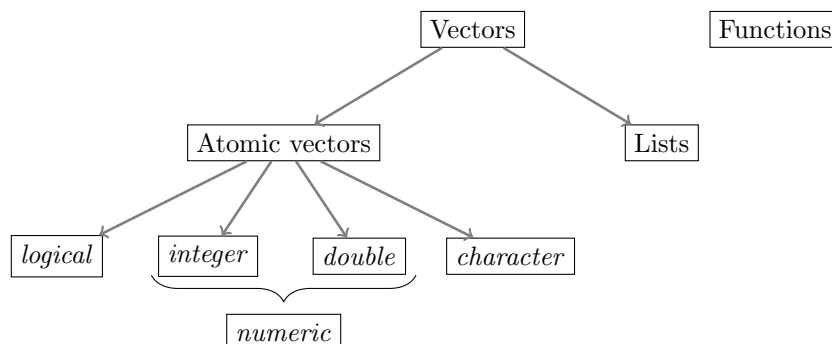 Vectors
Functions
Atomic vectors
Lists
logical
integer
double
character
numeric